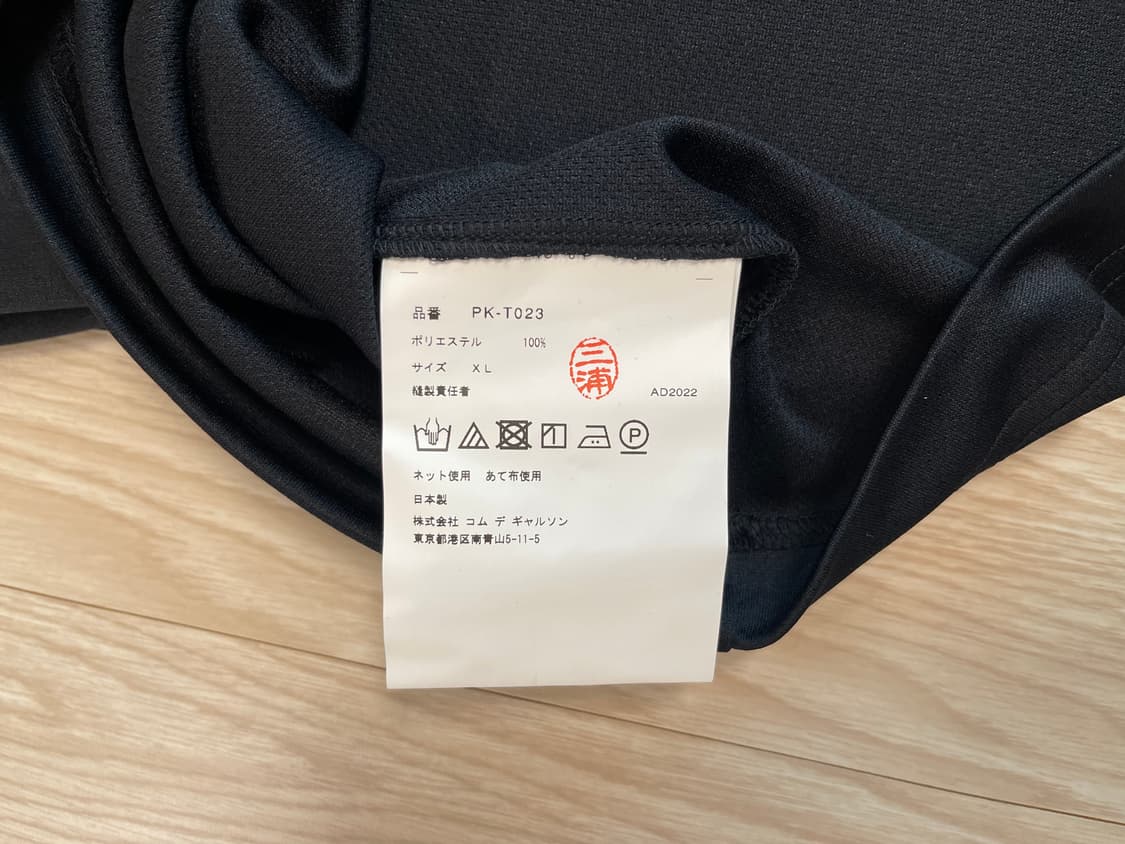 品番 PK-T023
ポリエステル 100%
サイズ XL
縫製責任者 三浦 AD2022
P
ネット使用 あて布使用
日本製
株式会社 コム デ ギャルソン
東京都港区南青山5-11-5